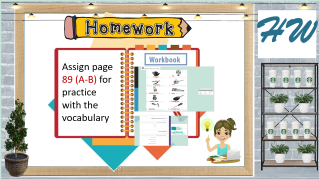 Homework
HW
Workbook
Assign page
89 (A-B) for
practice
with the
vocabulary